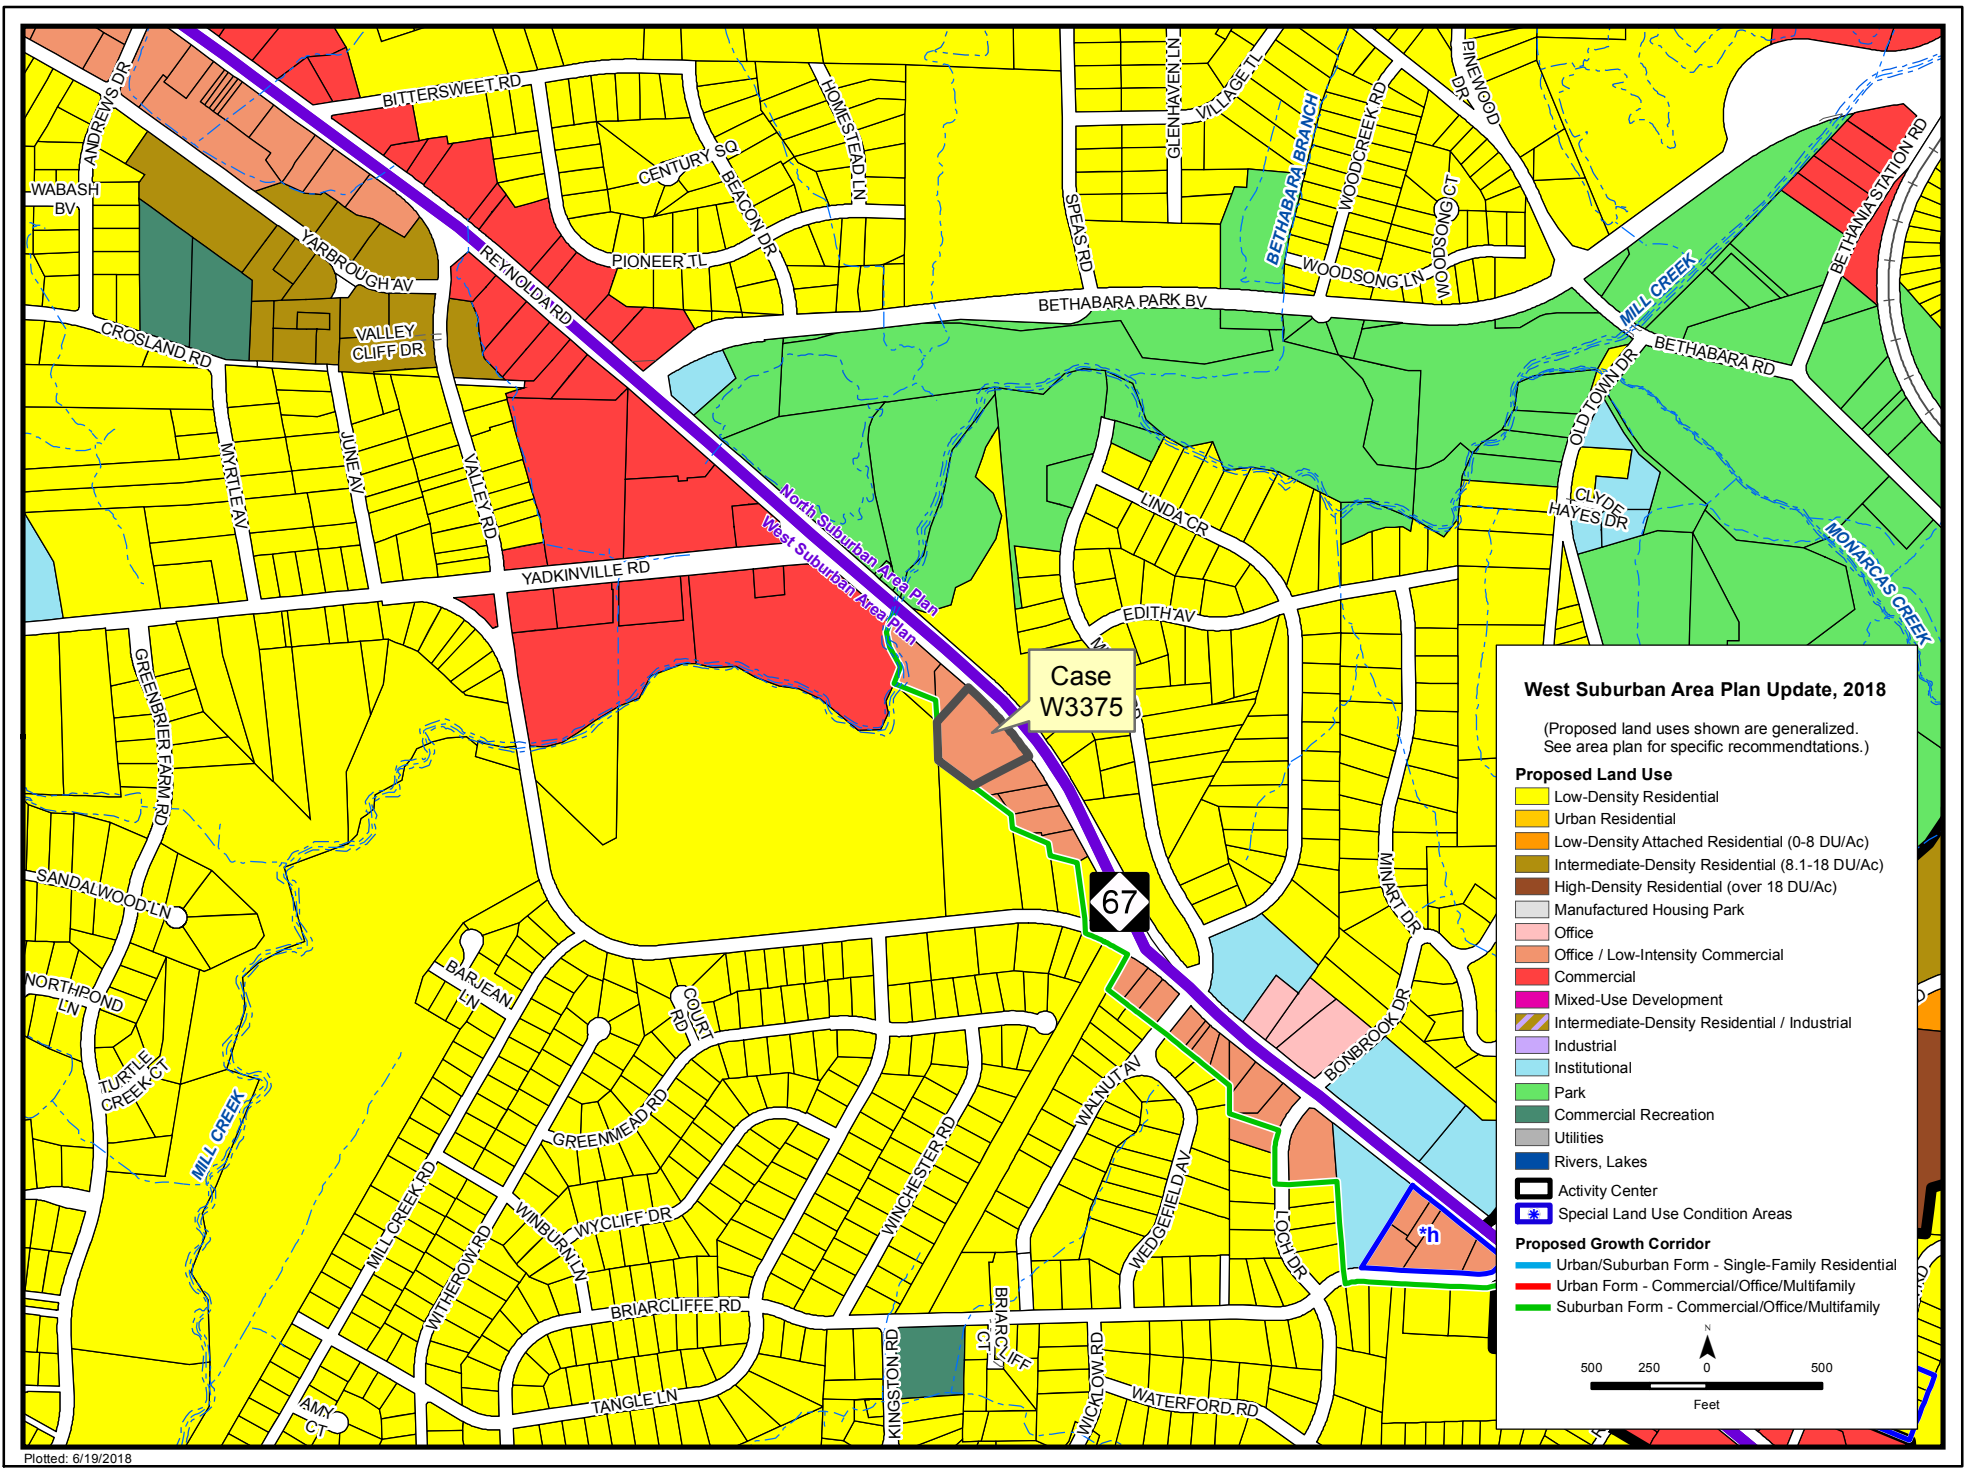 BITTERSWEET RD
ANDREWS DR
WABASH
BV
CENTURY SQ
HOMESTEAD LN
BEACON DR
PIONEER TL
SPEAS RD
GLENHAVEN LN
VILLAGE TL
PINEWOOD
DR
BETHABARA BRANCH
WOODCREEK RD
WOODSONG CT
WOODSONG LN
BETHANIA STATION RD
YARBROUGH AV
REYNOLDA RD
BETHABARA PARK BV
MILL CREEK
CROSLAND RD
VALLEY
CLIFF DR
BETHABARA RD
OLD TOWN DR
MYRTLE AV
JUNE AV
VALLEY RD
North Suburban Area Plan
West Suburban Area Plan
LINDA CR
CLYDE
HAYES DR
MONARCAS CREEK
YADKINVILLE RD
EDITH AV
GREENBRIER FARM RD
Case
W3375
67
MINART DR
SANDALWOOD LN
NORTHPOND
LN
BARJEAN
LN
COURT
RD
BONBROOK DR
TURTLE
CREEK CT
MILL CREEK
GREENMEAD RD
WALNUT AV
MILL CREEK RD
WINCHESTER RD
WEDGEFIELD AV
WYCLIFF DR
WINBURN LN
WITHEROW RD
LOCH DR
*h
BRIARCLIFFE RD
BRIARCLIFF
CT
KINGSTON RD
WICKLOW RD
WATERFORD RD
TANGLE LN
AMY
CT
West Suburban Area Plan Update, 2018
(Proposed land uses shown are generalized.
See area plan for specific recommendtations.)
Proposed Land Use
Low-Density Residential
Urban Residential
Low-Density Attached Residential (0-8 DU/Ac)
Intermediate-Density Residential (8.1-18 DU/Ac)
High-Density Residential (over 18 DU/Ac)
Manufactured Housing Park
Office
Office / Low-Intensity Commercial
Commercial
Mixed-Use Development
Intermediate-Density Residential / Industrial
Industrial
Institutional
Park
Commercial Recreation
Utilities
Rivers, Lakes
Activity Center
Special Land Use Condition Areas
Proposed Growth Corridor
Urban/Suburban Form - Single-Family Residential
Urban Form - Commercial/Office/Multifamily
Suburban Form - Commercial/Office/Multifamily
N
500 250 0 500
Feet
Plotted: 6/19/2018